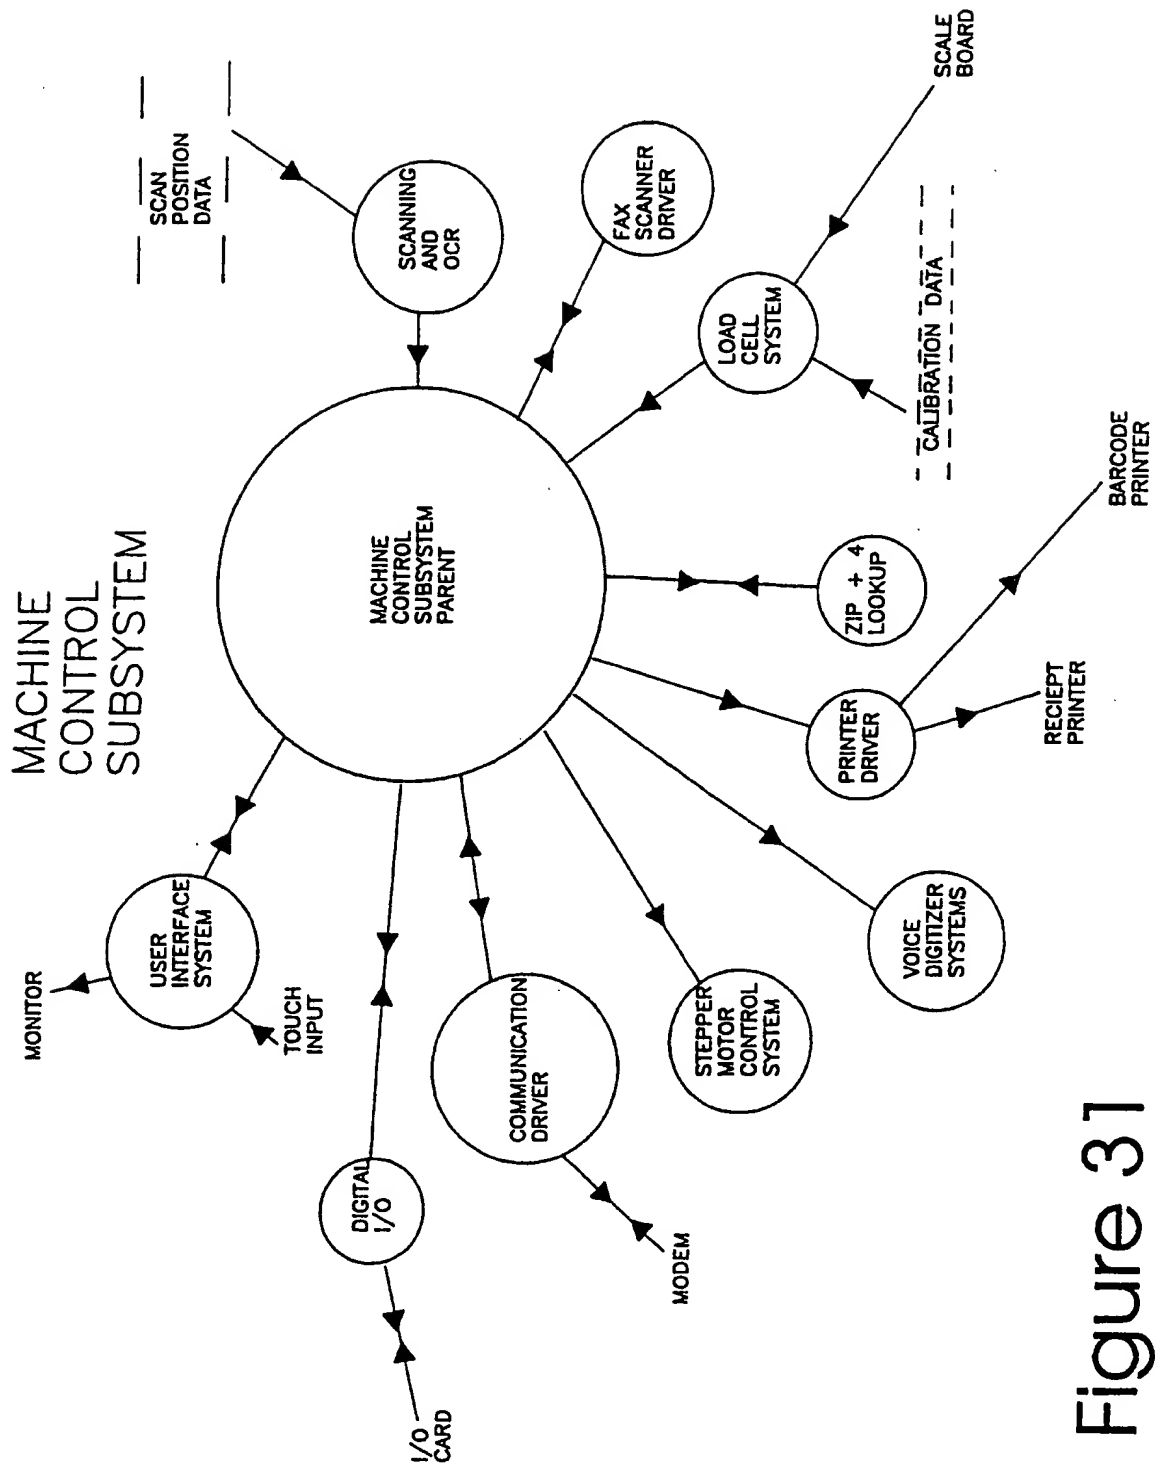 MACHINE
CONTROL
SUBSYSTEM
MONITOR
USER
INTERFACE
SYSTEM
TOUCH
INPUT
SCAN
POSITION
DATA
SCANNING
AND
OCR
MACHINE
CONTROL
SUBSYSTEM
PARENT
DIGITAL
I/O
I/O
CARD
COMMUNICATION
DRIVER
MODEM
STEPPER
MOTOR
CONTROL
SYSTEM
VOICE
DIGITIZER
SYSTEMS
PRINTER
DRIVER
RECIEPT
PRINTER
BARCODE
PRINTER
ZIP + 4
LOOKUP
LOAD
CELL
SYSTEM
CALIBRATION DATA
SCALE
BOARD
FAX
SCANNER
DRIVER
Figure 31